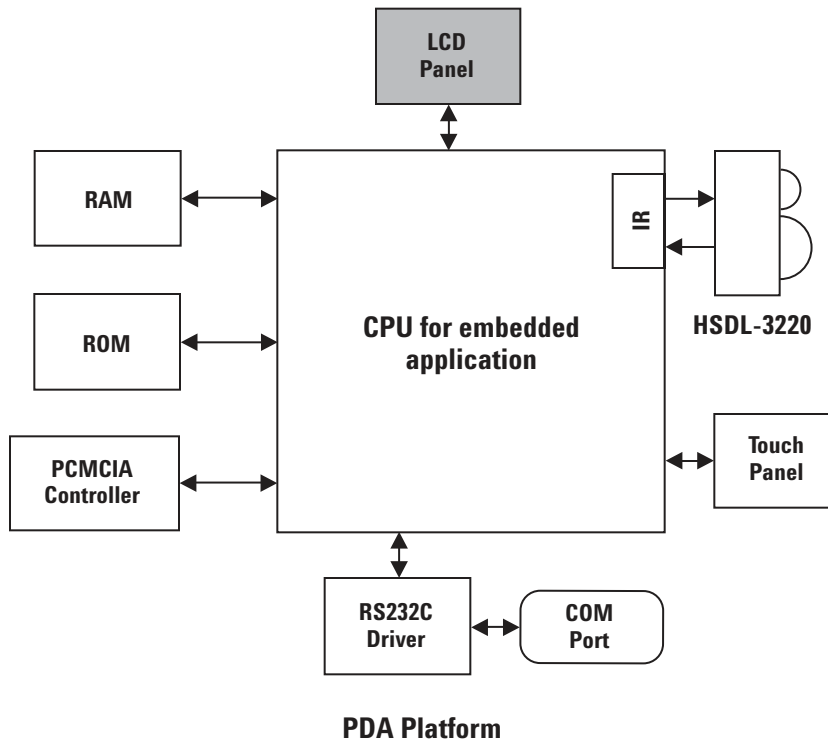 LCD
Panel
RAM
IR
ROM
CPU for embedded
application
HSDL-3220
PCMCIA
Controller
Touch
Panel
RS232C
Driver
COM
Port
PDA Platform